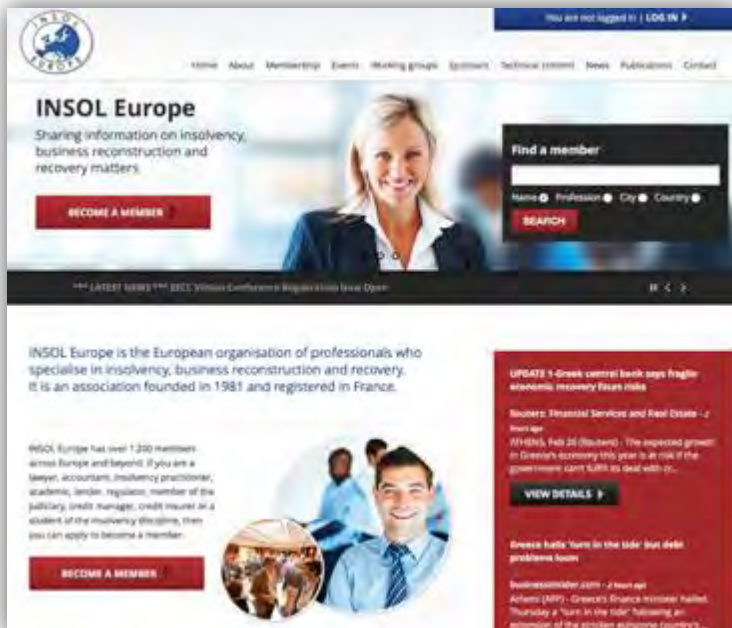 INSOL
EUROPE
You are not logged in | LOG IN
Home About Membership Events Working groups Sponsors Technical content News Publications Contact
INSOL Europe
Sharing information on insolvency,
business reconstruction and
recovery matters
BECOME A MEMBER
Find a member
Name Profession City Country
SEARCH
*** LATEST NEWS *** EECC Vilnius Conference Registration Now Open
INSOL Europe is the European organisation of professionals who
specialise in insolvency, business reconstruction and recovery.
It is an association founded in 1981 and registered in France.
INSOL Europe has over 1200 members
across Europe and beyond. If you are a
lawyer, accountant, insolvency practitioner,
academic, lender, regulator, member of the
judiciary, credit manager, credit insurer or a
student of the insolvency discipline, then
you can apply to become a member.
BECOME A MEMBER
UPDATE 1-Greek central bank says fragile
economic recovery faces risks
Reuters: Financial Services and Real Estate - 2
hours ago
ATHENS, Feb 26 (Reuters) - The expected growth
in Greece's economy this year is at risk if the
government can't fulfil its deal with cr...
VIEW DETAILS
Greece hails 'turn in the tide' but debt
problems loom
businessinsider.com - 2 hours ago
Athens (AFP) - Greece's finance minister hailed
Thursday a "turn in the tide" following an
extension of the stricken eurozone country's...